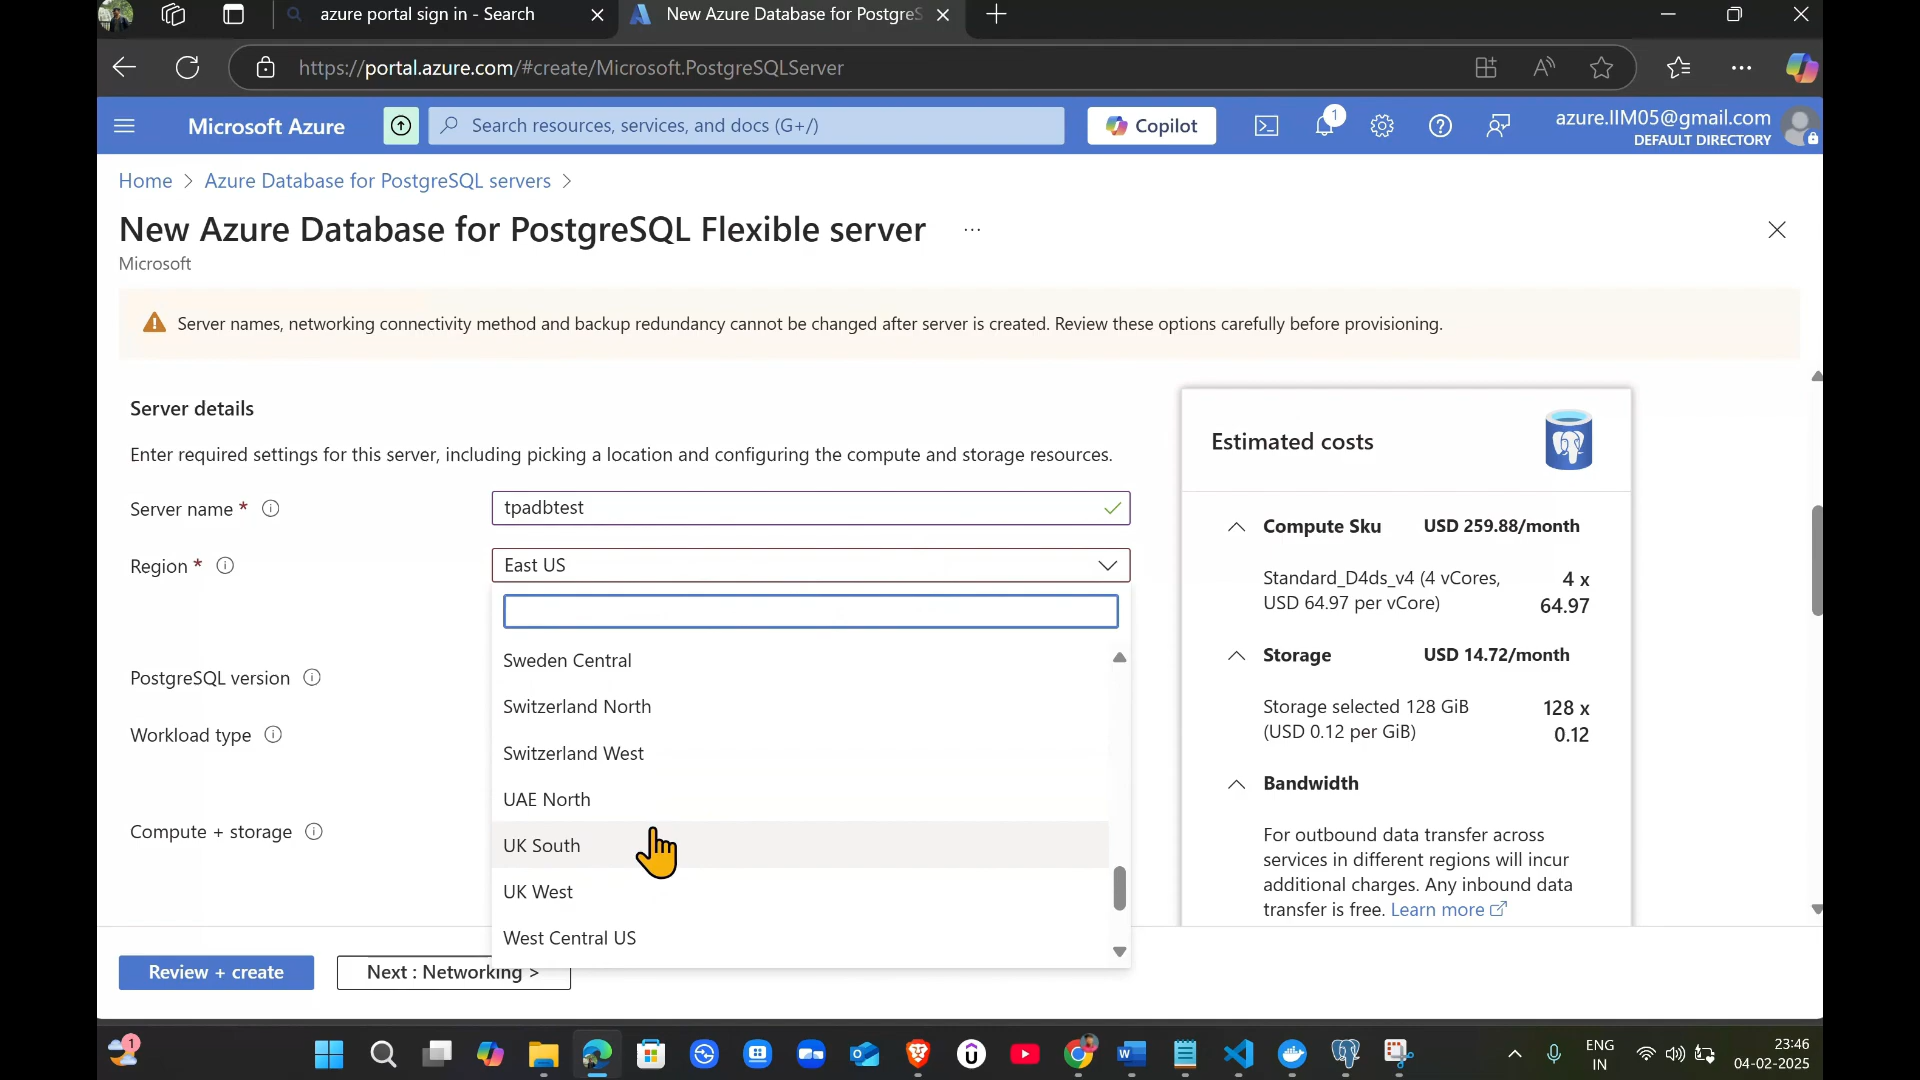 azure portal sign in - Search
New Azure Database for PostgreS
https://portal.azure.com/#create/Microsoft.PostgreSQLServer
Microsoft Azure
Search resources, services, and docs (G+/)
Copilot
1
azure.llM05@gmail.com
DEFAULT DIRECTORY
Home > Azure Database for PostgreSQL servers >
New Azure Database for PostgreSQL Flexible server ...
Microsoft
Server names, networking connectivity method and backup redundancy cannot be changed after server is created. Review these options carefully before provisioning.
Server details
Enter required settings for this server, including picking a location and configuring the compute and storage resources.
Server name *
tpadbtest
Region *
East US
Sweden Central
Switzerland North
Switzerland West
UAE North
UK South
UK West
West Central US
PostgreSQL version
Workload type
Compute + storage
Estimated costs
Compute Sku USD 259.88/month
Standard_D4ds_v4 (4 vCores, 4 x
USD 64.97 per vCore) 64.97
Storage USD 14.72/month
Storage selected 128 GiB 128 x
(USD 0.12 per GiB) 0.12
Bandwidth
For outbound data transfer across
services in different regions will incur
additional charges. Any inbound data
transfer is free. Learn more
Review + create
Next : Networking >
1
ENG
IN
23:46
04-02-2025